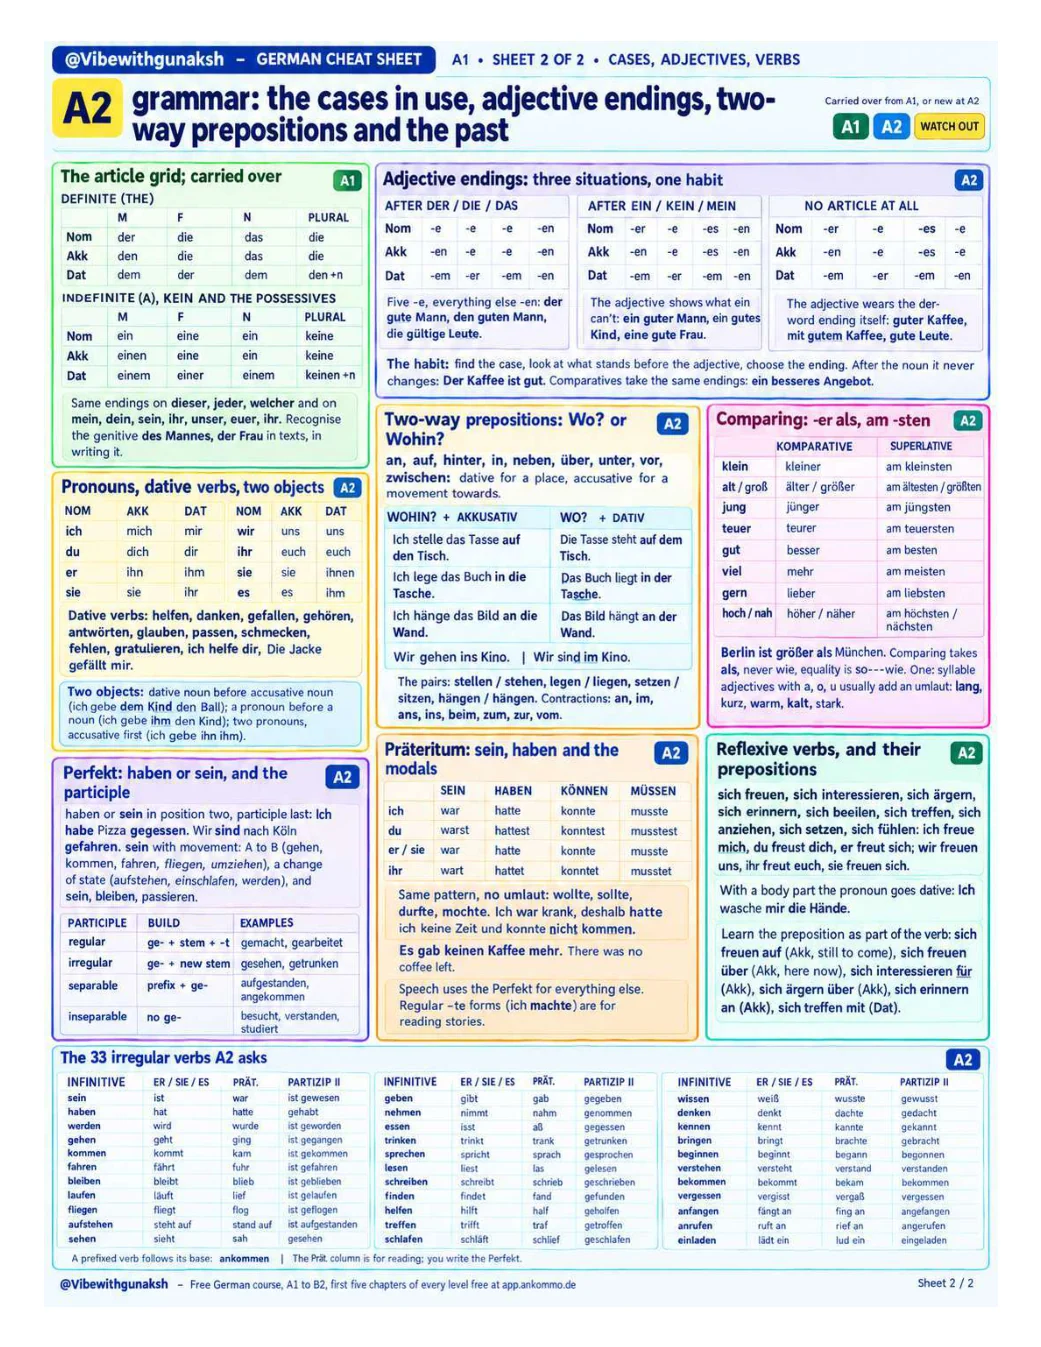 @Vibewithgunaksh – GERMAN CHEAT SHEET
A1 • SHEET 2 OF 2 • CASES, ADJECTIVES, VERBS
A2
grammar: the cases in use, adjective endings, two-
way prepositions and the past
Carried over from A1, or new at A2
A1 A2 WATCH OUT
The article grid; carried over A1
DEFINITE (THE)
M F N PLURAL
Nom der die das die
Akk den die das die
Dat dem der dem den +n
INDEFINITE (A), KEIN AND THE POSSESSIVES
M F N PLURAL
Nom ein eine ein keine
Akk einen eine ein keine
Dat einem einer einem keinen +n
Same endings on dieser, jeder, welcher and on
mein, dein, sein, ihr, unser, euer, ihr. Recognise
the genitive des Mannes, der Frau in texts, in
writing it.
Adjective endings: three situations, one habit A2
AFTER DER / DIE / DAS
Nom -e -e -e -en
Akk -en -e -e -en
Dat -em -er -em -en
Five -e, everything else -en: der
gute Mann, den guten Mann,
die gültige Leute.
AFTER EIN / KEIN / MEIN
Nom -er -e -es -en
Akk -en -e -es -en
Dat -em -er -em -en
The adjective shows what ein
can't: ein guter Mann, ein gutes
Kind, eine gute Frau.
NO ARTICLE AT ALL
Nom -er -e -es -e
Akk -en -e -es -e
Dat -em -er -em -en
The adjective wears the der-
word ending itself: guter Kaffee,
mit gutem Kaffee, gute Leute.
The habit: find the case, look at what stands before the adjective, choose the ending. After the noun it never
changes: Der Kaffee ist gut. Comparatives take the same endings: ein besseres Angebot.
Pronouns, dative verbs, two objects A2
NOM AKK DAT NOM AKK DAT
ich mich mir wir uns uns
du dich dir ihr euch euch
er ihn ihm sie sie ihnen
sie sie ihr es es ihm
Dative verbs: helfen, danken, gefallen, gehören,
antwörten, glauben, passen, schmecken,
fehlen, gratulieren, ich helfe dir, Die Jacke
gefällt mir.
Two objects: dative noun before accusative noun
(ich gebe dem Kind den Ball); a pronoun before a
noun (ich gebe ihm den Kind); two pronouns,
accusative first (ich gebe ihn ihm).
Two-way prepositions: Wo? or A2
Wohin?
an, auf, hinter, in, neben, über, unter, vor,
zwischen: dative for a place, accusative for a
movement towards.
WOHIN? + AKKUSATIV WO? + DATIV
Ich stelle das Tasse auf Die Tasse steht auf dem
den Tisch. Tisch.
Ich lege das Buch in die Das Buch liegt in der
Tasche. Tasche.
Ich hänge das Bild an die Das Bild hängt an der
Wand. Wand.
Wir gehen ins Kino. | Wir sind im Kino.
The pairs: stellen / stehen, legen / liegen, setzen /
sitzen, hängen / hängen. Contractions: an, im,
ans, ins, beim, zum, zur, vom.
Comparing: -er als, am -sten A2
KOMPARATIVE SUPERLATIVE
klein kleiner am kleinsten
alt / groß älter / größer am ältesten / größten
jung jünger am jüngsten
teuer teurer am teuersten
gut besser am besten
viel mehr am meisten
gern lieber am liebsten
hoch / nah höher / näher am höchsten /
nächsten
Berlin ist größer als München. Comparing takes
als, never wie, equality is so---wie. One: syllable
adjectives with a, o, u usually add an umlaut: lang,
kurz, warm, kalt, stark.
Perfekt: haben or sein, and the A2
participle
haben or sein in position two, participle last: Ich
habe Pizza gegessen. Wir sind nach Köln
gefahren. sein with movement: A to B (gehen,
kommen, fahren, fliegen, umziehen), a change
of state (aufstehen, einschlafen, werden), and
sein, bleiben, passieren.
PARTICIPLE BUILD EXAMPLES
regular ge- + stem + -t gemacht, gearbeitet
irregular ge- + new stem gesehen, getrunken
separable prefix + ge- aufgestanden,
angekommen
inseparable no ge- besucht, verstanden,
studiert
Präteritum: sein, haben and the A2
modals
SEIN HABEN KÖNNEN MÜSSEN
ich war hatte konnte musste
du warst hattest konntest musstest
er / sie war hatte konnte musste
ihr wart hattet konntet musstet
Same pattern, no umlaut: wollte, sollte,
durfte, mochte. Ich war krank, deshalb hatte
ich keine Zeit und konnte nicht kommen.
Es gab keinen Kaffee mehr. There was no
coffee left.
Speech uses the Perfekt for everything else.
Regular –te forms (ich machte) are for
reading stories.
Reflexive verbs, and their A2
prepositions
sich freuen, sich interessieren, sich ärgern,
sich erinnern, sich beeilen, sich treffen, sich
anziehen, sich setzen, sich fühlen: ich freue
mich, du freust dich, er freut sich; wir freuen
uns, ihr freut euch, sie freuen sich.
With a body part the pronoun goes dative: Ich
wasche mir die Hände.
Learn the preposition as part of the verb: sich
freuen auf (Akk, still to come), sich freuen
über (Akk, here now), sich interessieren für
(Akk), sich ärgern über (Akk), sich erinnern
an (Akk), sich treffen mit (Dat).
The 33 irregular verbs A2 asks A2
INFINITIVE ER / SIE / ES PRÄT. PARTIZIP II
sein ist war ist gewesen
haben hat hatte gehabt
werden wird wurde ist geworden
gehen geht ging ist gegangen
kommen kommt kam ist gekommen
fahren fährt fuhr ist gefahren
bleiben bleibt blieb ist geblieben
laufen läuft lief ist gelaufen
fliegen fliegt flog ist geflogen
aufstehen steht auf stand auf ist aufgestanden
sehen sieht sah gesehen
INFINITIVE ER / SIE / ES PRÄT. PARTIZIP II
geben gibt gab gegeben
nehmen nimmt nahm genommen
essen isst aß gegessen
trinken trinkt trank getrunken
sprechen spricht sprach gesprochen
lesen liest las gelesen
schreiben schreibt schrieb geschrieben
finden findet fand gefunden
helfen hilft half geholfen
treffen trifft traf getroffen
schlafen schläft schlief geschlafen
INFINITIVE ER / SIE / ES PRÄT. PARTIZIP II
wissen weiß wusste gewusst
denken denkt dachte gedacht
kennen kennt kannte gekannt
bringen bringt brachte gebracht
beginnen beginnt begann begonnen
verstehen versteht verstand verstanden
bekommen bekommt bekam bekommen
vergessen vergisst vergaß vergessen
anfangen fängt an fing an angefangen
anrufen ruft an rief an angerufen
einladen lädt ein lud ein eingeladen
A prefixed verb follows its base: ankommen | The Prät. column is for reading; you write the Perfekt.
@Vibewithgunaksh – Free German course, A1 to B2, first five chapters of every level free at app.ankommo.de
Sheet 2 / 2